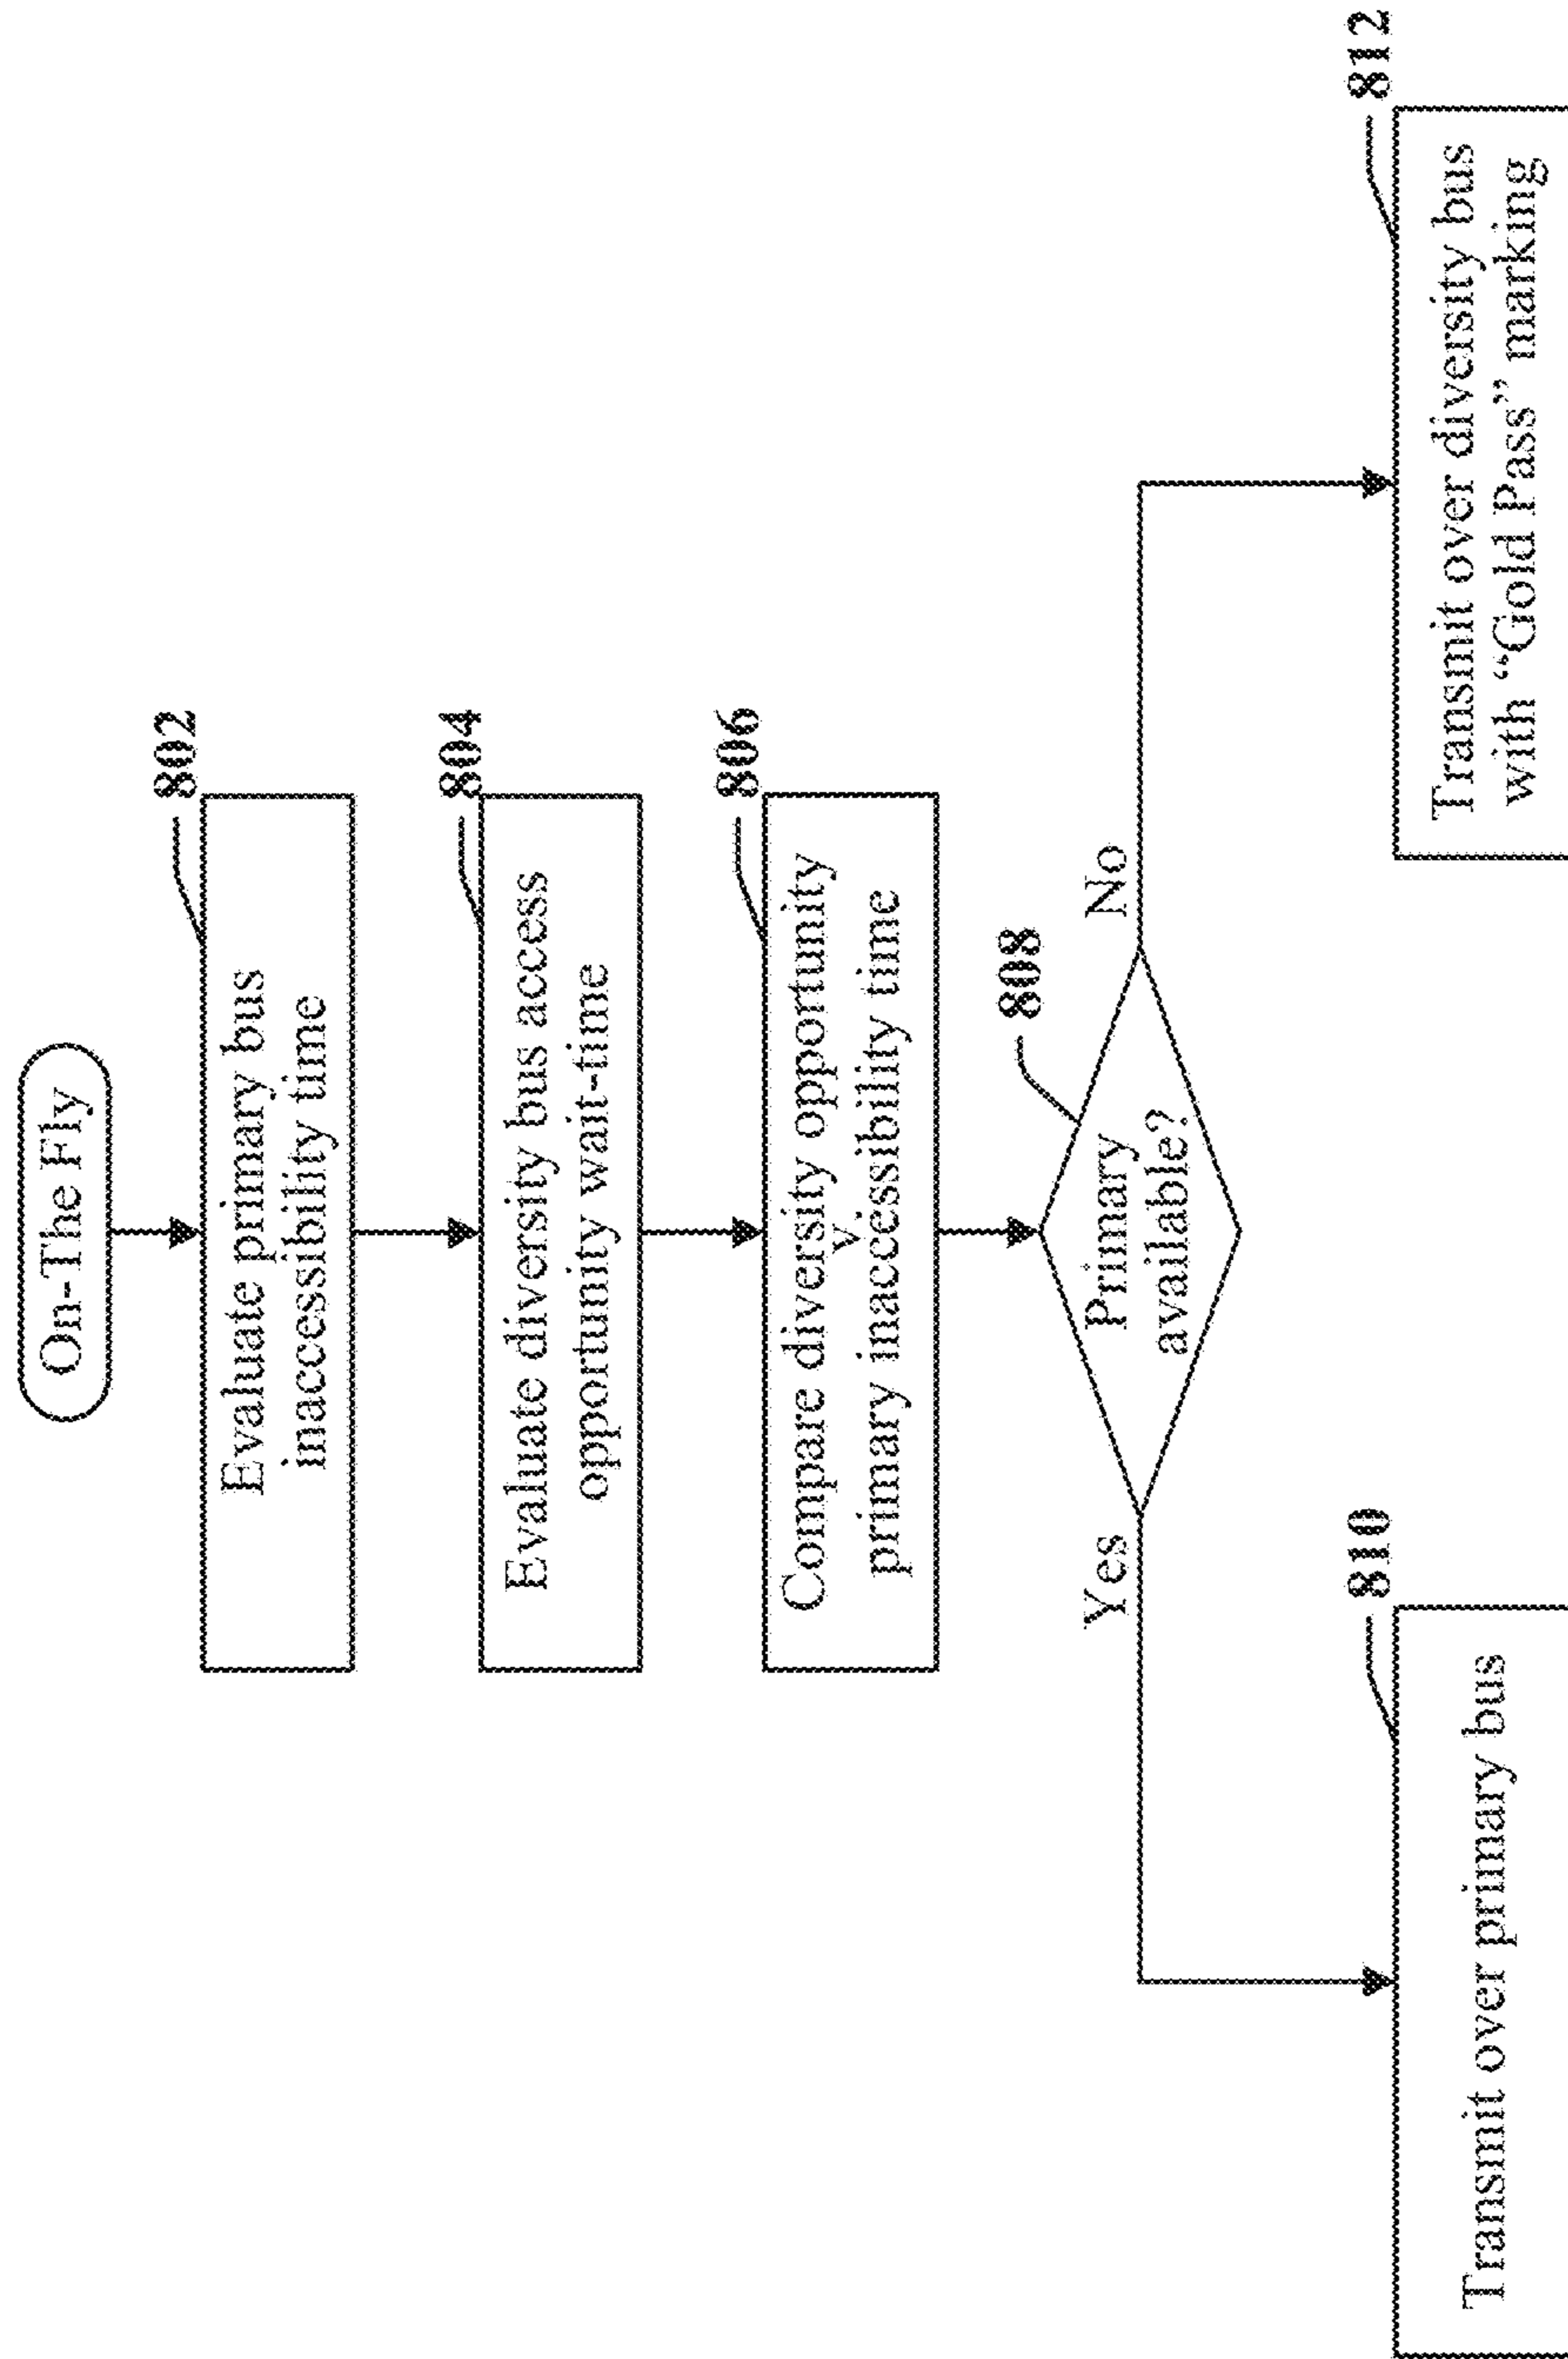 On-The Fly
802
Evaluate primary bus
inaccessibility time
804
Evaluate diversity bus access
opportunity wait-time
806
Compare diversity opportunity
v
primary inaccessibility time
808
Primary
available?
Yes
No
810
Transmit over primary bus
812
Transmit over diversity bus
with “Gold Pass” marking